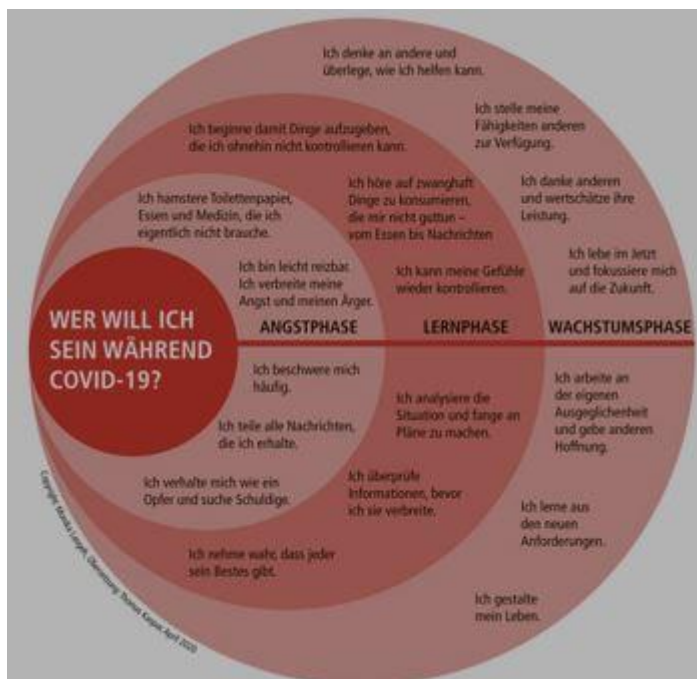 Ich denke an andere und
überlege, wie ich helfen kann.
Ich stelle meine
Fähigkeiten anderen
zur Verfügung.
Ich beginne damit Dinge aufzugeben,
die ich ohnehin nicht kontrollieren kann.
Ich danke anderen
und wertschätze ihre
Leistung.
Ich höre auf zwanghaft
Dinge zu konsumieren,
die mir nicht guttun –
vom Essen bis Nachrichten
Ich hamstere Toilettenpapier,
Essen und Medizin, die ich
eigentlich nicht brauche.
Ich lebe im Jetzt
und fokussiere mich
auf die Zukunft.
Ich bin leicht reizbar.
Ich verbreite meine
Angst und meinen Ärger.
Ich kann meine Gefühle
wieder kontrollieren.
WER WILL ICH
SEIN WÄHREND
COVID-19?
ANGSTPHASE
LERNPHASE
WACHSTUMSPHASE
Ich beschwere mich
häufig.
Ich analysiere die
Situation und fange an
Pläne zu machen.
Ich arbeite an
der eigenen
Ausgeglichenheit
und gebe anderen
Hoffnung.
Ich teile alle Nachrichten,
die ich erhalte.
Ich verhalte mich wie ein
Opfer und suche Schuldige.
Ich überprüfe
Informationen, bevor
ich sie verbreite.
Ich lerne aus
den neuen
Anforderungen.
Ich nehme wahr, dass jeder
sein Bestes gibt.
Ich gestalte
mein Leben.
Copyright: Monika Übersetzung: Thomas Kaspar, April 2020